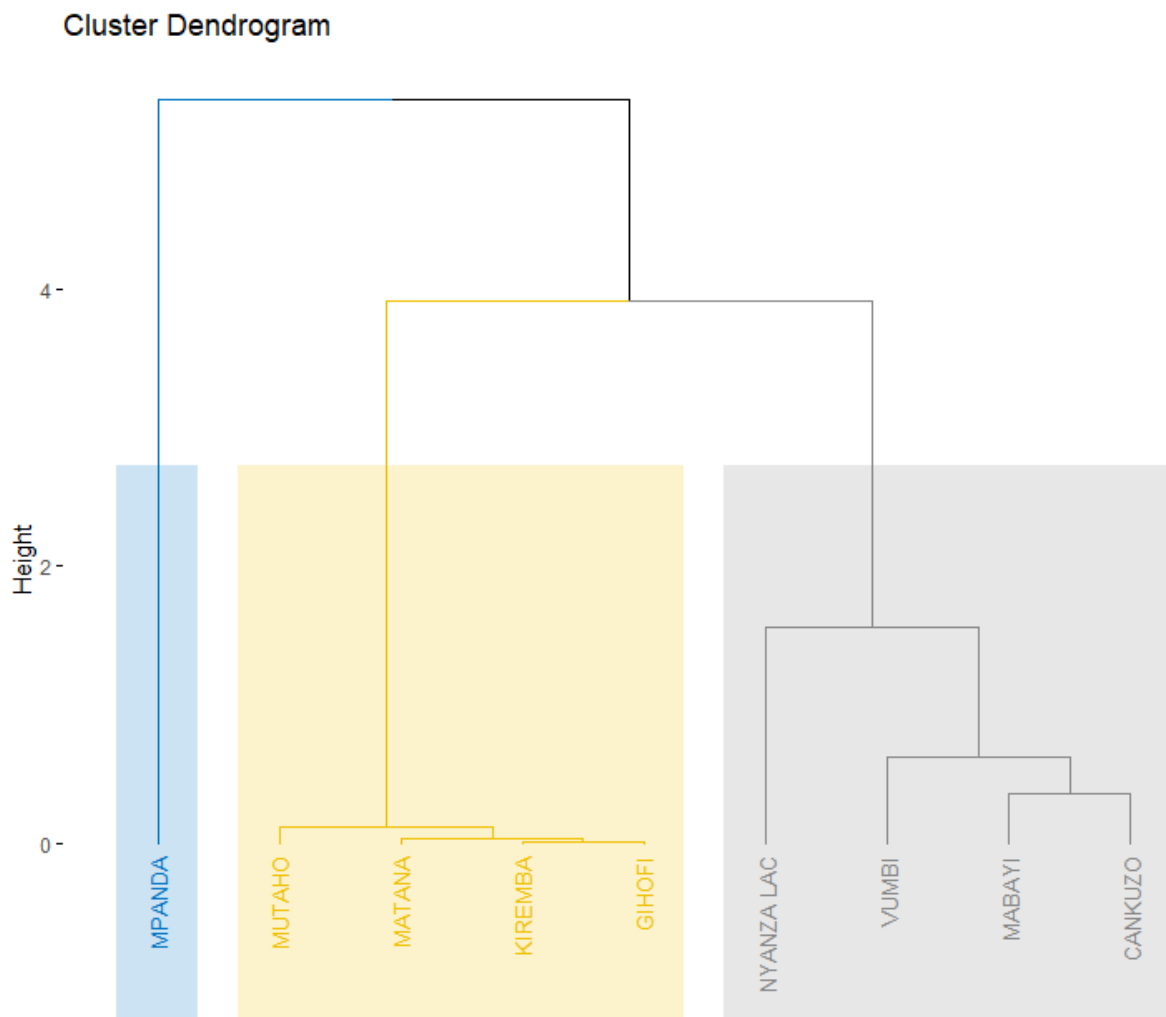 Cluster Dendrogram
Height
4
2
0
MPANDA
MUTAHO
MATANA
KIREMBA
GIHOFI
NYANZA LAC
VUMBI
MABAYI
CANKUZO